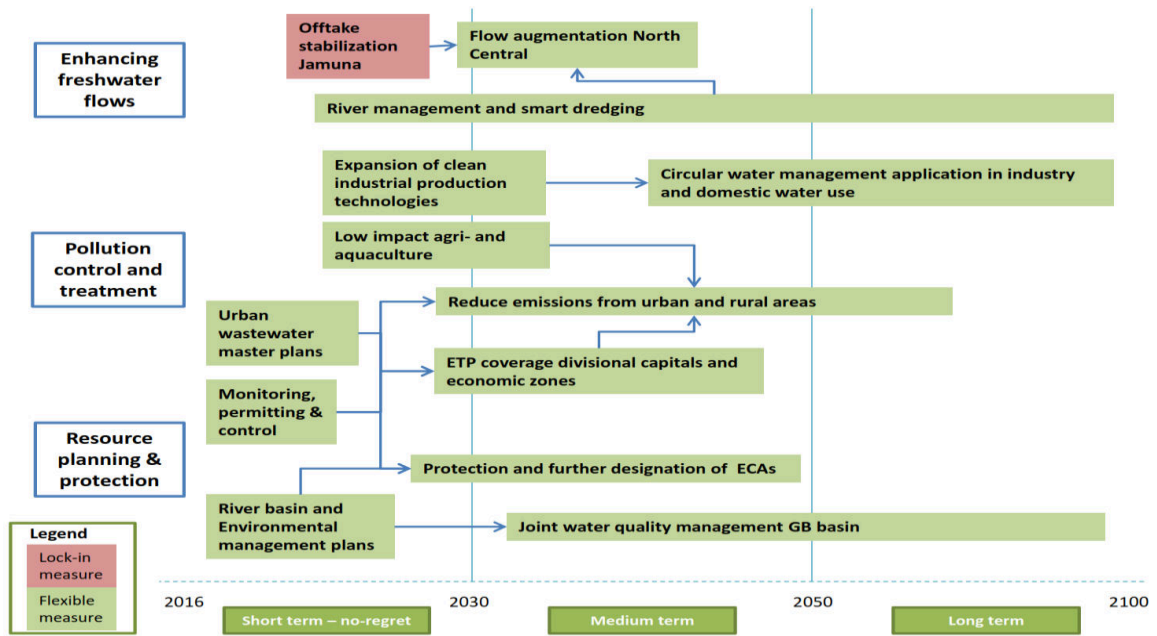 Enhancing
freshwater
flows
Offtake
stabilization
Jamuna
Flow augmentation North
Central
River management and smart dredging
Expansion of clean
industrial production
technologies
Circular water management application in industry
and domestic water use
Pollution
control and
treatment
Low impact agri- and
aquaculture
Reduce emissions from urban and rural areas
Urban
wastewater
master plans
ETP coverage divisional capitals and
economic zones
Monitoring,
permitting &
control
Resource
planning &
protection
Protection and further designation of ECAs
River basin and
Environmental
management plans
Joint water quality management GB basin
Legend
Lock-in
measure
Flexible
measure
2016
2030
2050
2100
Short term – no-regret
Medium term
Long term